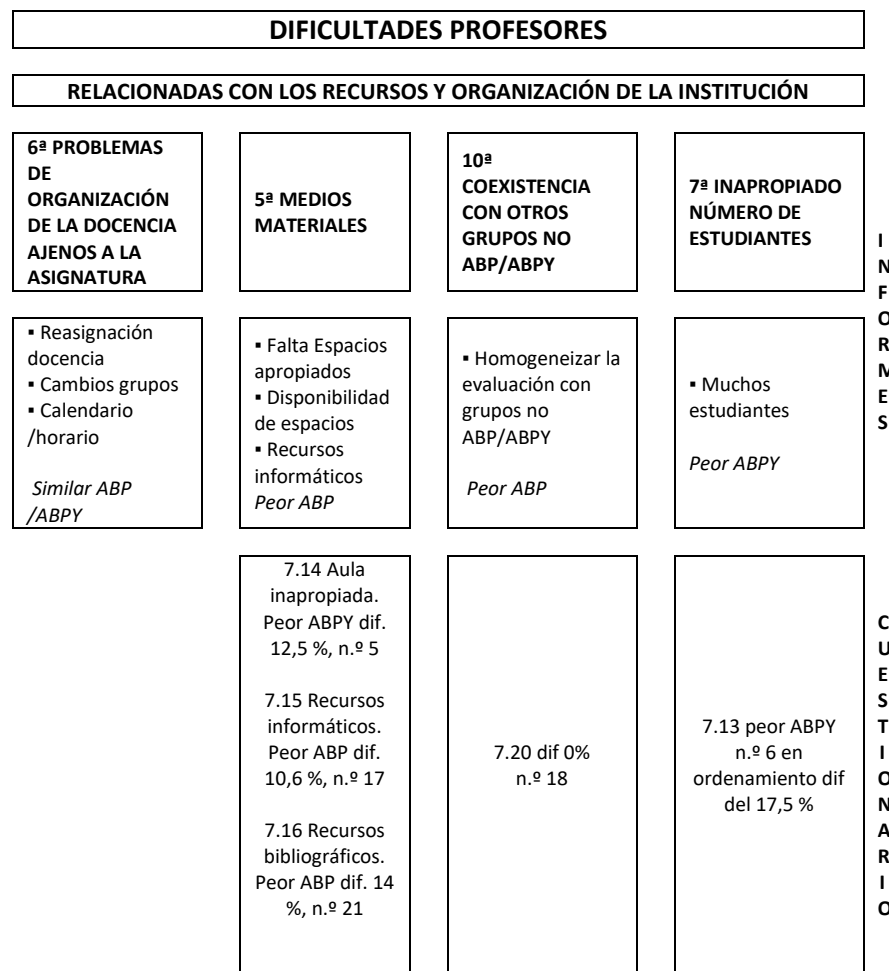 DIFICULTADES PROFESORES
RELACIONADAS CON LOS RECURSOS Y ORGANIZACIÓN DE LA INSTITUCIÓN
6ª PROBLEMAS
DE
ORGANIZACIÓN
DE LA DOCENCIA
AJENOS A LA
ASIGNATURA
5ª MEDIOS
MATERIALES
10ª
COEXISTENCIA
CON OTROS
GRUPOS NO
ABP/ABPY
7ª INAPROPIADO
NÚMERO DE
ESTUDIANTES
▪ Reasignación
docencia
▪ Cambios grupos
▪ Calendario
/horario
Similar ABP
/ABPY
▪ Falta Espacios
apropiados
▪ Disponibilidad
de espacios
▪ Recursos
informáticos
Peor ABP
▪ Homogeneizar la
evaluación con
grupos no
ABP/ABPY
Peor ABP
▪ Muchos
estudiantes
Peor ABPY
I
N
F
O
R
M
E
S
7.14 Aula
inapropiada.
Peor ABPY dif.
12,5 %, n.º 5
7.15 Recursos
informáticos.
Peor ABP dif.
10,6 %, n.º 17
7.16 Recursos
bibliográficos.
Peor ABP dif. 14
%, n.º 21
7.20 dif 0%
n.º 18
7.13 peor ABPY
n.º 6 en
ordenamiento dif
del 17,5 %
C
U
E
S
T
I
O
N
A
R
I
O